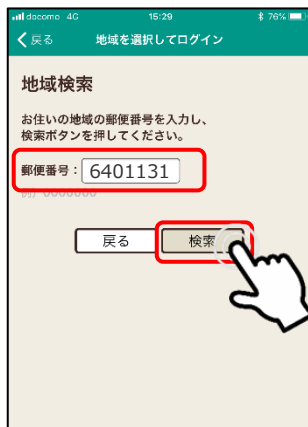 docomo 4G 15:29 76%
戻る 地域を選択してログイン
地域検索
お住いの地域の郵便番号を入力し、
検索ボタンを押してください。
郵便番号： 6401131
例）0000000
戻る 検索